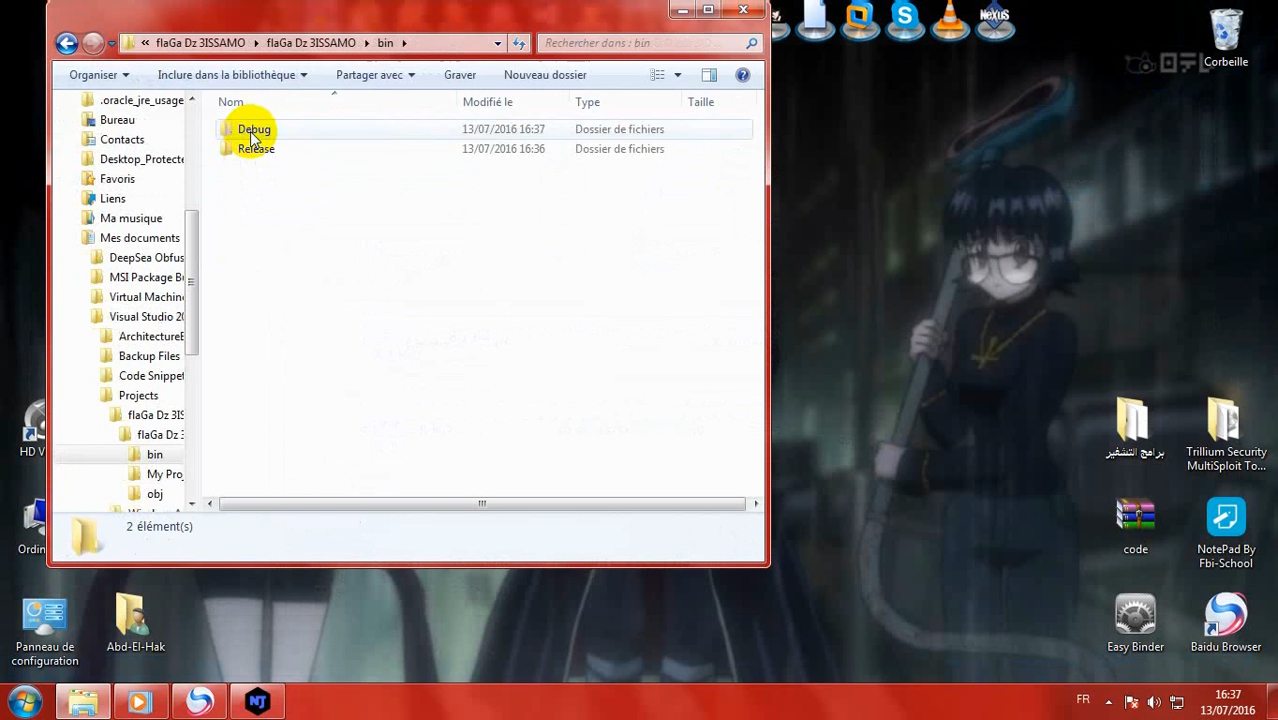 flaGa Dz 3ISSAMO
flaGa Dz 3ISSAMO
bin
Rechercher dans : bin
NeXuS
Corbeille
Organiser
Inclure dans la bibliothèque
Partager avec
Graver
Nouveau dossier
Nom
Modifié le
Type
Taille
.oracle_jre_usage
Bureau
Contacts
Desktop_Protecte
Favoris
Liens
Ma musique
Mes documents
DeepSea Obfus
MSI Package B
Virtual Machin
Visual Studio 20
Architecture
Backup Files
Code Snippet
Projects
flaGa Dz 3IS
flaGa Dz
bin
My Pro
obj
Debug
13/07/2016 16:37
Dossier de fichiers
Release
13/07/2016 16:36
Dossier de fichiers
2 élément(s)
HD V
Ordin
برامج التشفير
Trillium Security
MultiSploit To...
code
NotePad By
Fbi-School
Easy Binder
Baidu Browser
Panneau de
configuration
Abd-El-Hak
NJ
FR
16:37
13/07/2016